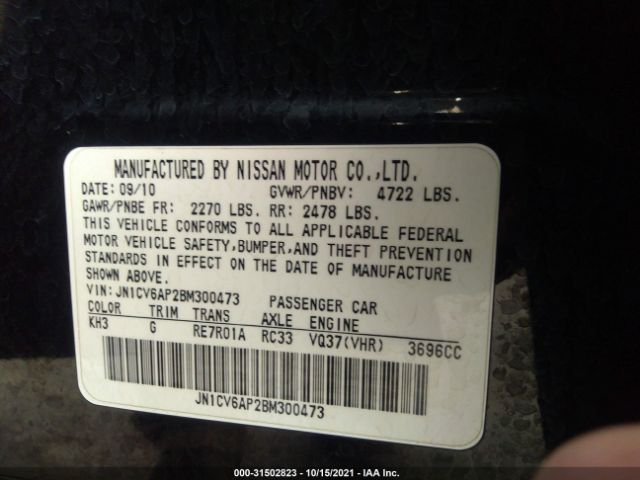 MANUFACTURED BY NISSAN MOTOR CO.,LTD.
DATE: 09/10 GVWR/PNBV: 4722 LBS.
GAWR/PNBE FR: 2270 LBS. RR: 2478 LBS.
THIS VEHICLE CONFORMS TO ALL APPLICABLE FEDERAL
MOTOR VEHICLE SAFETY,BUMPER,AND THEFT PREVENTION
STANDARDS IN EFFECT ON THE DATE OF MANUFACTURE
SHOWN ABOVE.
VIN: JN1CV6AP2BM300473 PASSENGER CAR
COLOR TRIM TRANS AXLE ENGINE
KH3 G RE7R01A RC33 VQ37(VHR) 3696CC
JN1CV6AP2BM300473
000-31502823 - 10/15/2021 - IAA Inc.